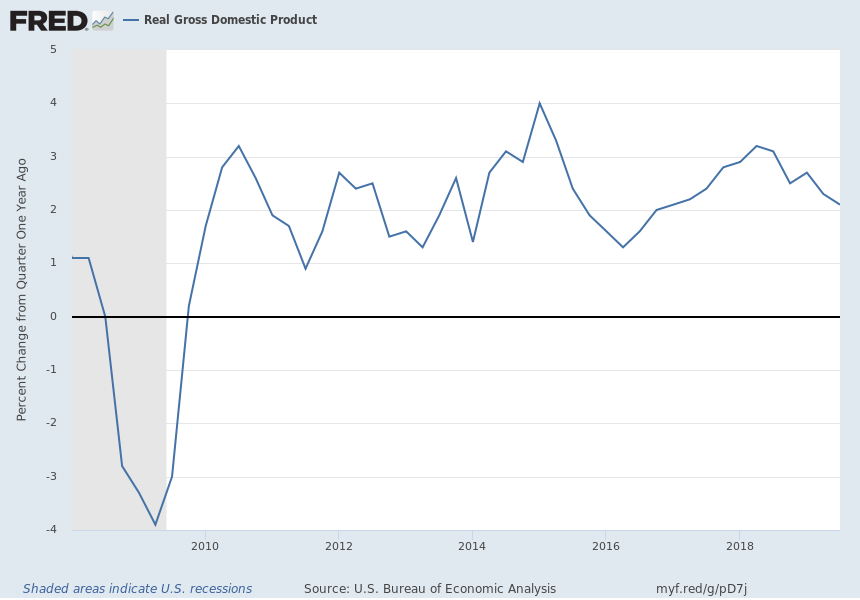 FRED
Real Gross Domestic Product
Percent Change from Quarter One Year Ago
5
4
3
2
1
0
-1
-2
-3
-4
2010 2012 2014 2016 2018
Shaded areas indicate U.S. recessions Source: U.S. Bureau of Economic Analysis myf.red/g/pD7j